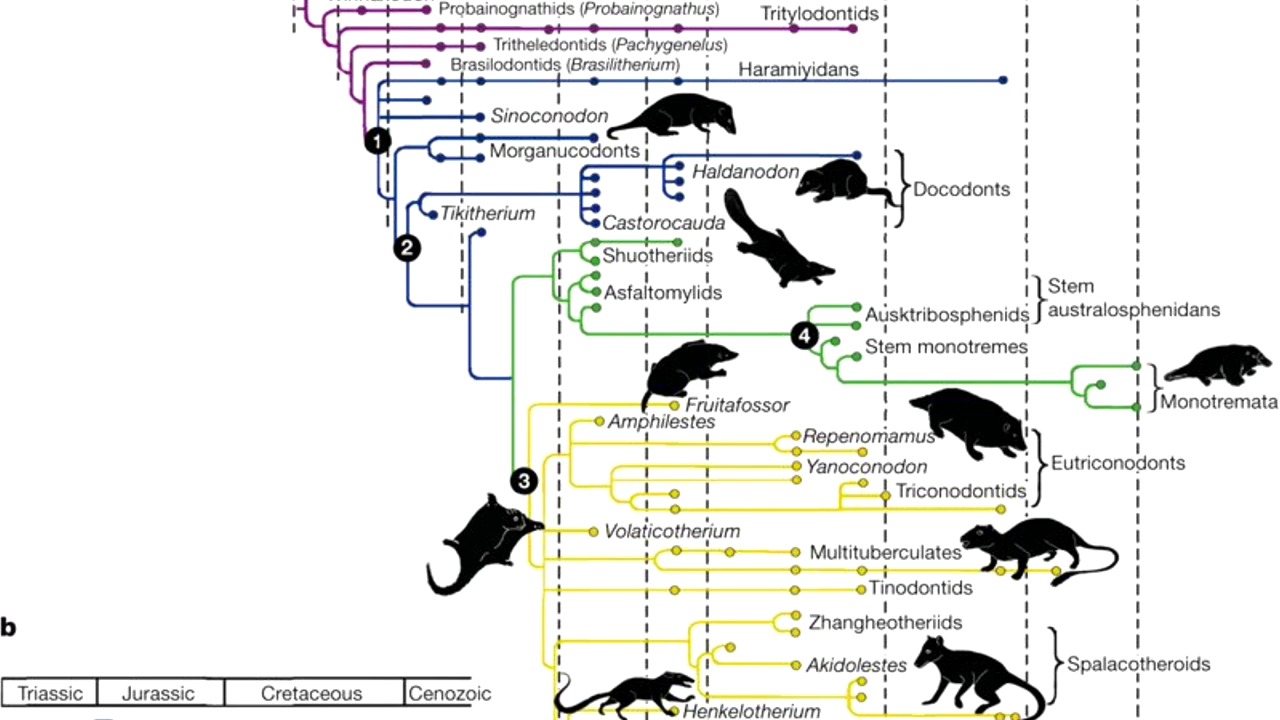 Probainognathids (Probainognathus)
Tritylodontids
Tritheledontids (Pachygenelus)
Brasilodontids (Brasilitherium)
Haramiyidans
Sinoconodon
1
Morganucodonts
Haldanodon
Docodonts
Tikitherium
Castorocauda
2
Shuotheriids
Asfaltomylids
Stem
australosphenidans
Ausktribosphenids
4
Stem monotremes
Monotremata
Fruitafossor
Amphilestes
Repenomamus
Eutriconodonts
Yanoconodon
3
Triconodontids
Volaticotherium
Multituberculates
Tinodontids
Zhangheotheriids
b
Akidolestes
Spalacotheroids
Triassic Jurassic Cretaceous Cenozoic
Henkelotherium